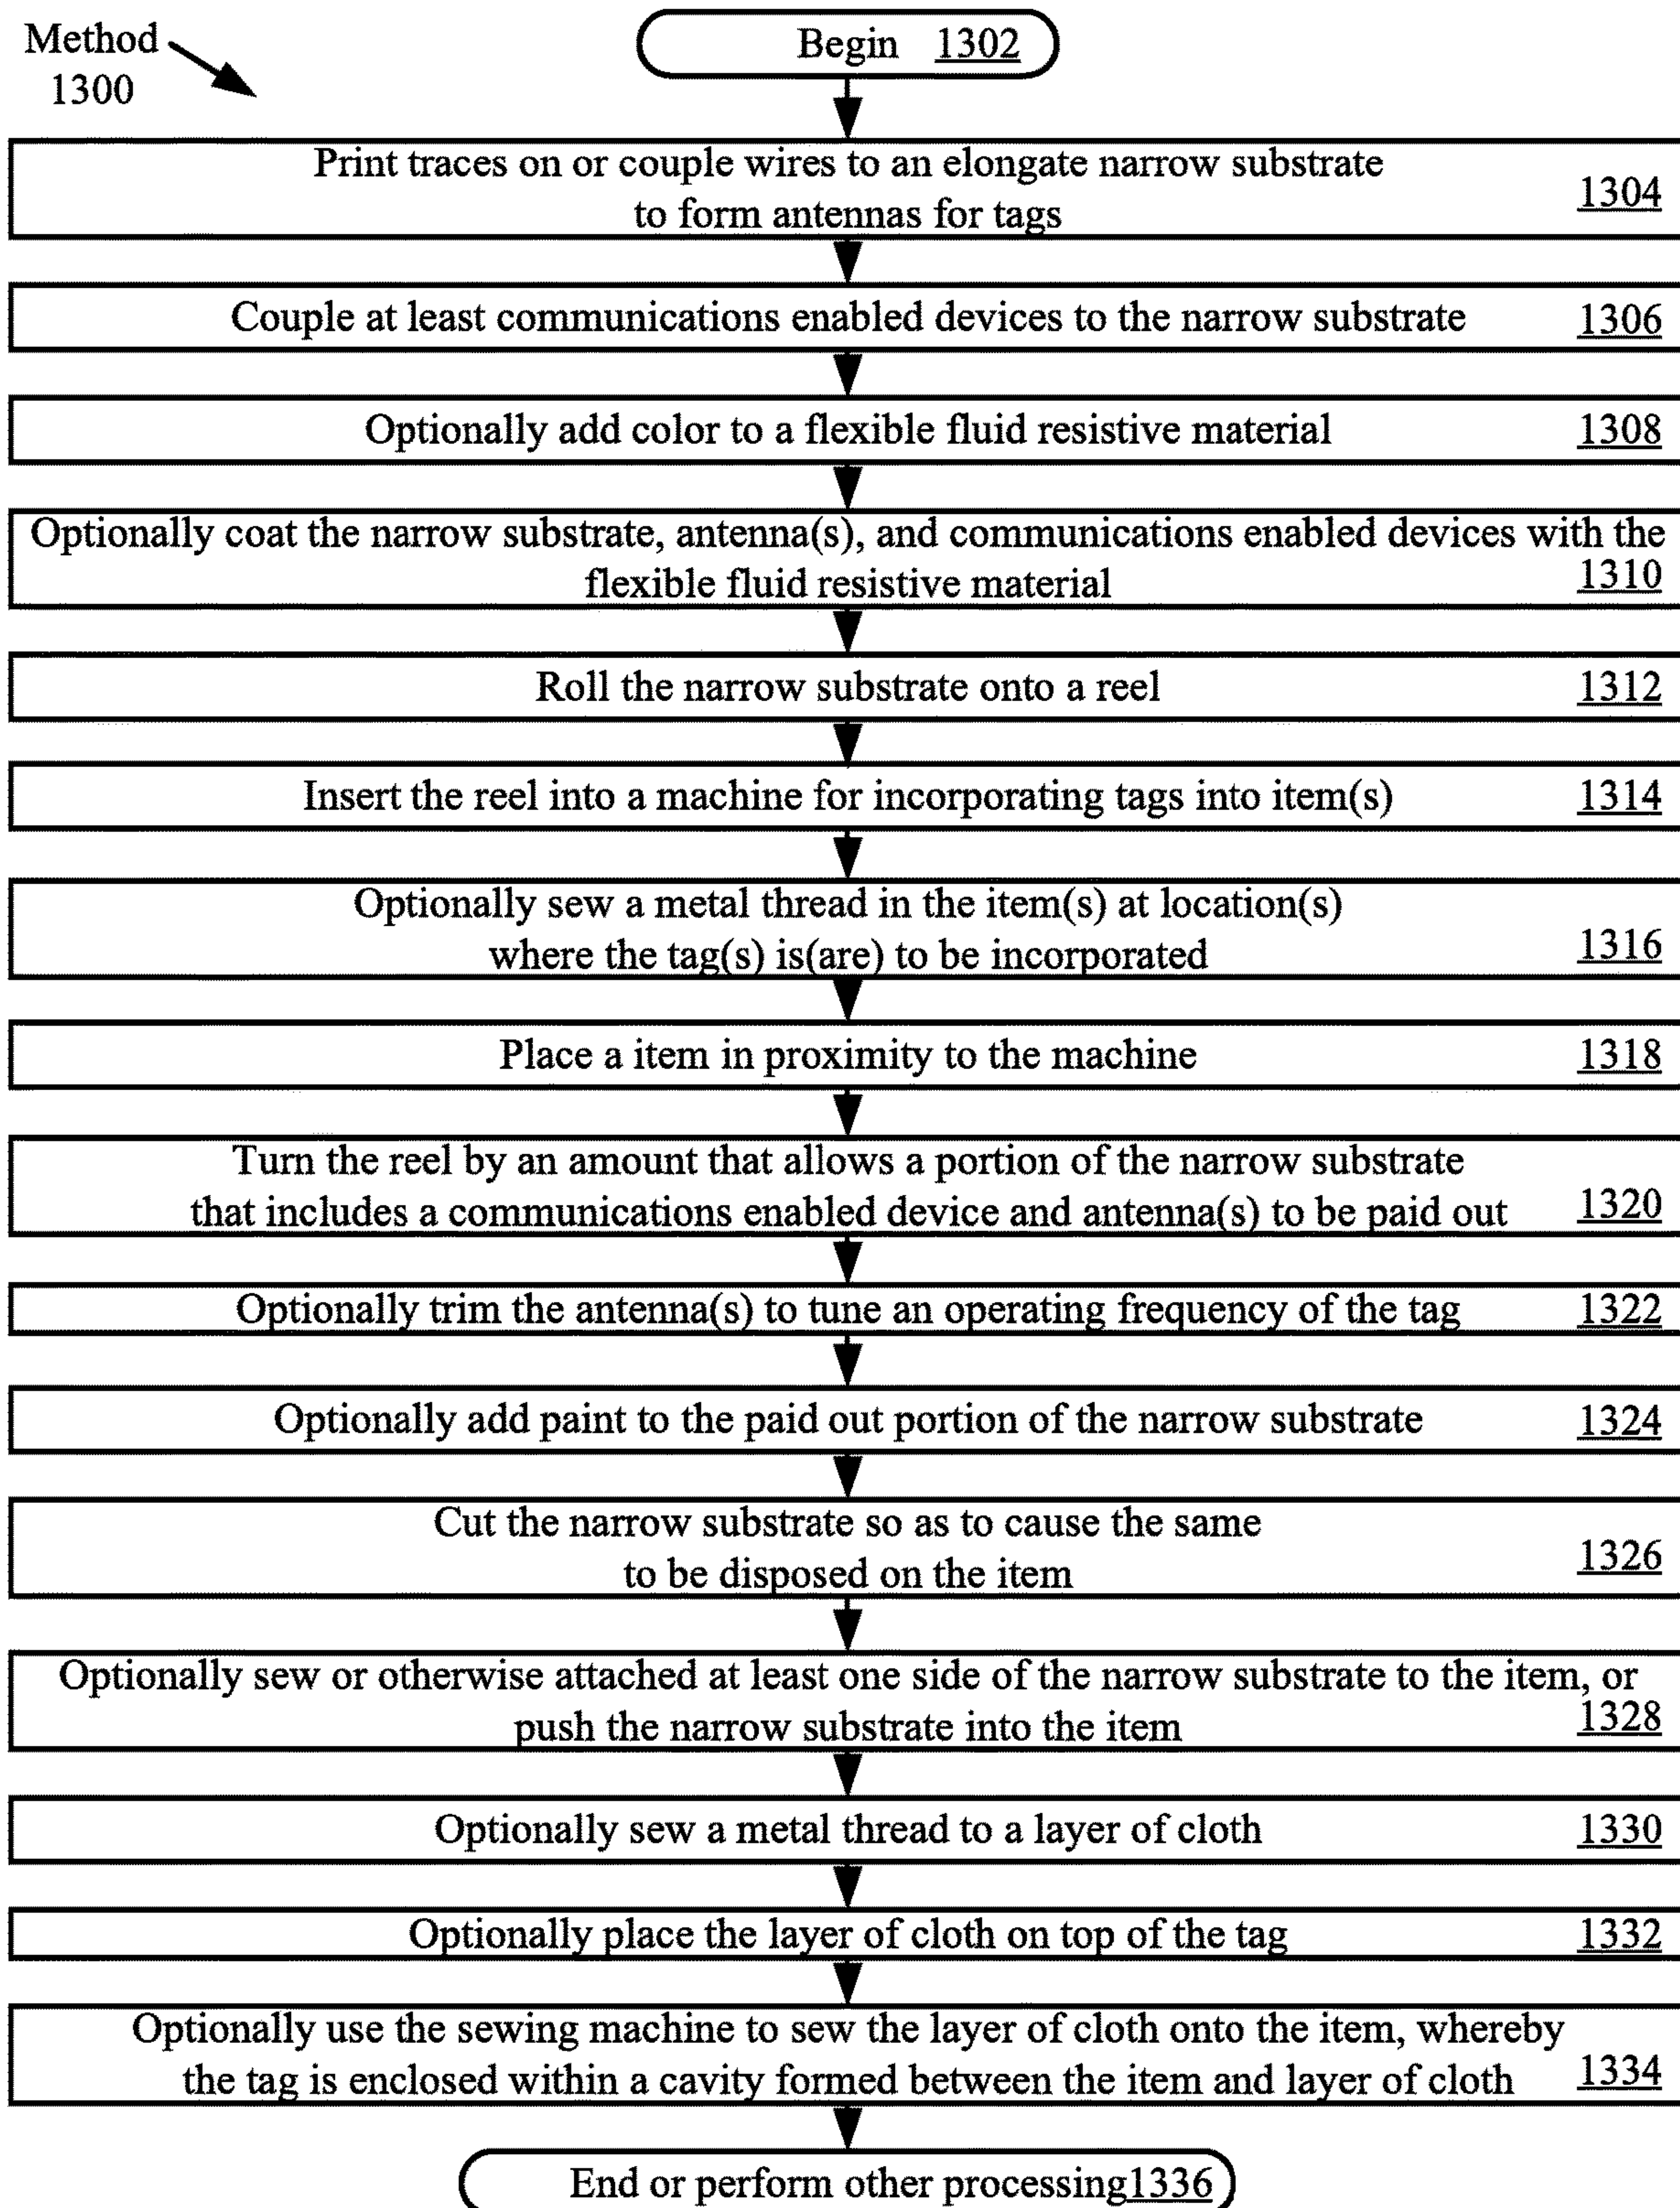 Method
1300
Begin 1302
Print traces on or couple wires to an elongate narrow substrate
to form antennas for tags
1304
Couple at least communications enabled devices to the narrow substrate 1306
Optionally add color to a flexible fluid resistive material 1308
Optionally coat the narrow substrate, antenna(s), and communications enabled devices with the
flexible fluid resistive material 1310
Roll the narrow substrate onto a reel 1312
Insert the reel into a machine for incorporating tags into item(s) 1314
Optionally sew a metal thread in the item(s) at location(s)
where the tag(s) is(are) to be incorporated 1316
Place a item in proximity to the machine 1318
Turn the reel by an amount that allows a portion of the narrow substrate
that includes a communications enabled device and antenna(s) to be paid out 1320
Optionally trim the antenna(s) to tune an operating frequency of the tag 1322
Optionally add paint to the paid out portion of the narrow substrate 1324
Cut the narrow substrate so as to cause the same
to be disposed on the item 1326
Optionally sew or otherwise attached at least one side of the narrow substrate to the item, or
push the narrow substrate into the item 1328
Optionally sew a metal thread to a layer of cloth 1330
Optionally place the layer of cloth on top of the tag 1332
Optionally use the sewing machine to sew the layer of cloth onto the item, whereby
the tag is enclosed within a cavity formed between the item and layer of cloth 1334
End or perform other processing 1336